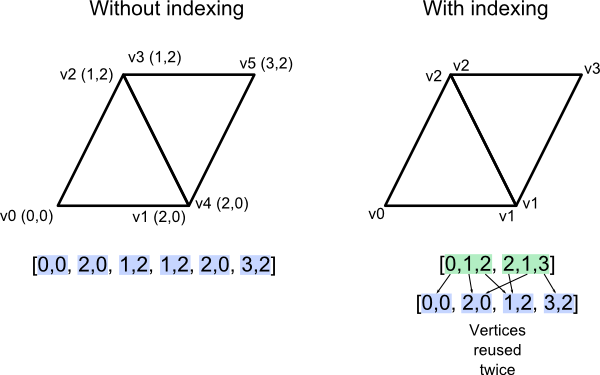 Without indexing
v3 (1,2)
v2 (1,2)
v5 (3,2)
v0 (0,0)
v1 (2,0)
v4 (2,0)
[0,0, 2,0, 1,2, 1,2, 2,0, 3,2]
With indexing
v2
v2
v3
v0
v1
v1
[0,1,2, 2,1,3]
[0,0, 2,0, 1,2, 3,2]
Vertices
reused
twice